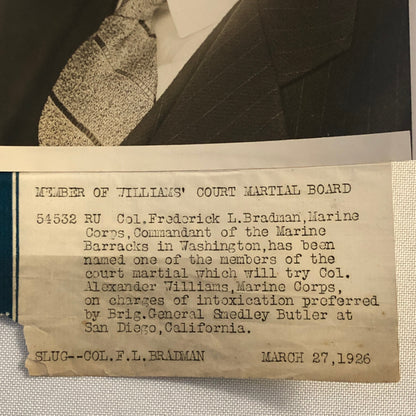 MEMBER OF WILLIAMS' COURT MARTIAL BOARD
54532 RU Col.Frederick L.Bradman,Marine
Corps,Commandant of the Marine
Barracks in Washington,has been
named one of the members of the
court martial which will try Col.
Alexander Williams,Marine Corps,
on charges of intoxication preferred
by Brig.General Smedley Butler at
San Diego,California.
SLUG--COL.F.L.BRADMAN MARCH 27,1926